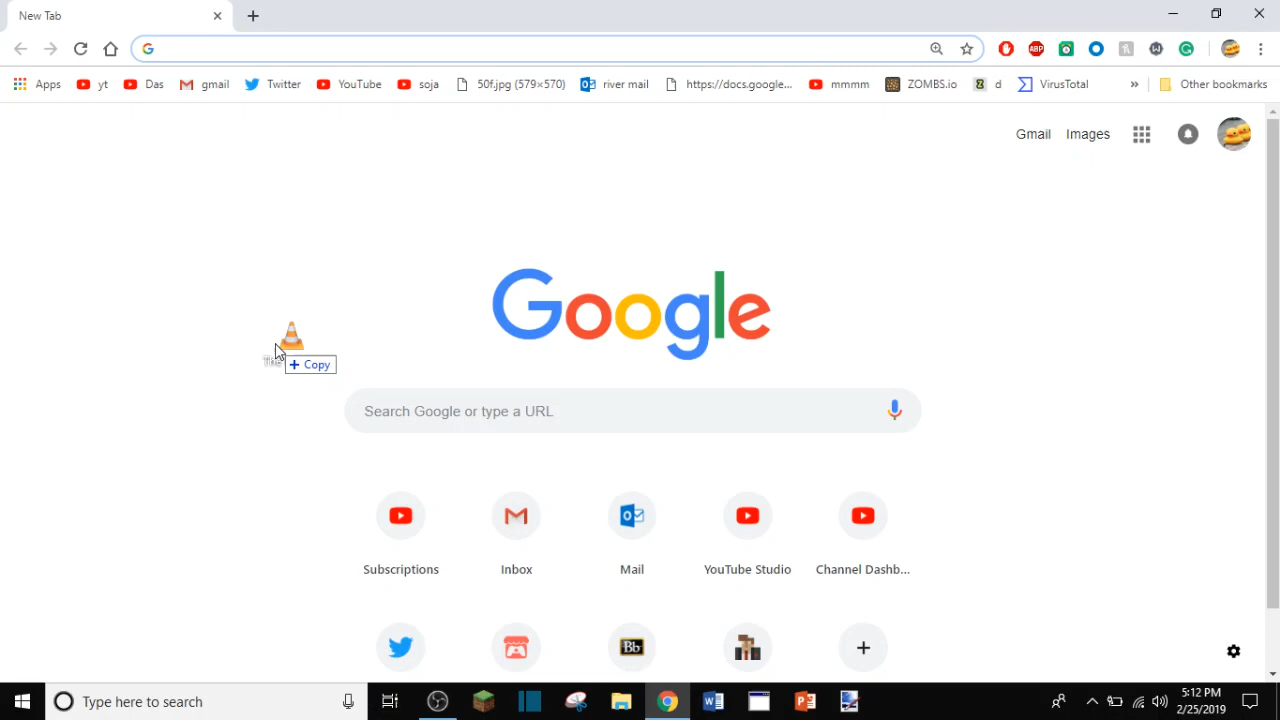 New Tab
Apps yt Das gmail Twitter YouTube soja 50f.jpg (579×570) river mail https://docs.google... mmmm ZOMBS.io d VirusTotal » Other bookmarks
Gmail Images
Google
The
+ Copy
Search Google or type a URL
Subscriptions Inbox Mail YouTube Studio Channel Dashb...
Bb
Type here to search
5:12 PM
2/25/2019